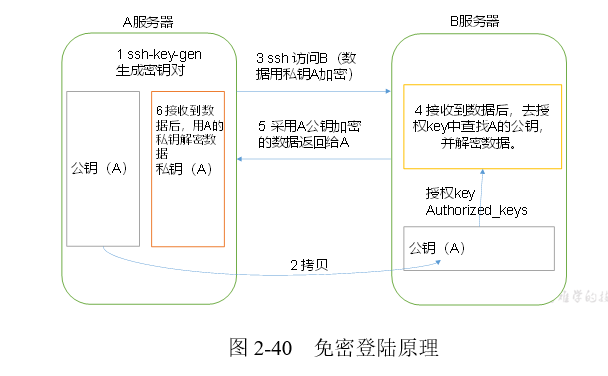 A服务器
B服务器
1 ssh-key-gen
生成密钥对
3 ssh 访问B（数
据用私钥A加密）
6 接收到数
据后，用A的
私钥解密数
据
私钥（A）
公钥（A）
4 接收到数据后，去授
权key中查找A的公钥，
并解密数据。
5 采用A公钥加密
的数据返回给A
授权key
Authorized_keys
公钥（A）
2 拷贝
图 2-40 免密登陆原理